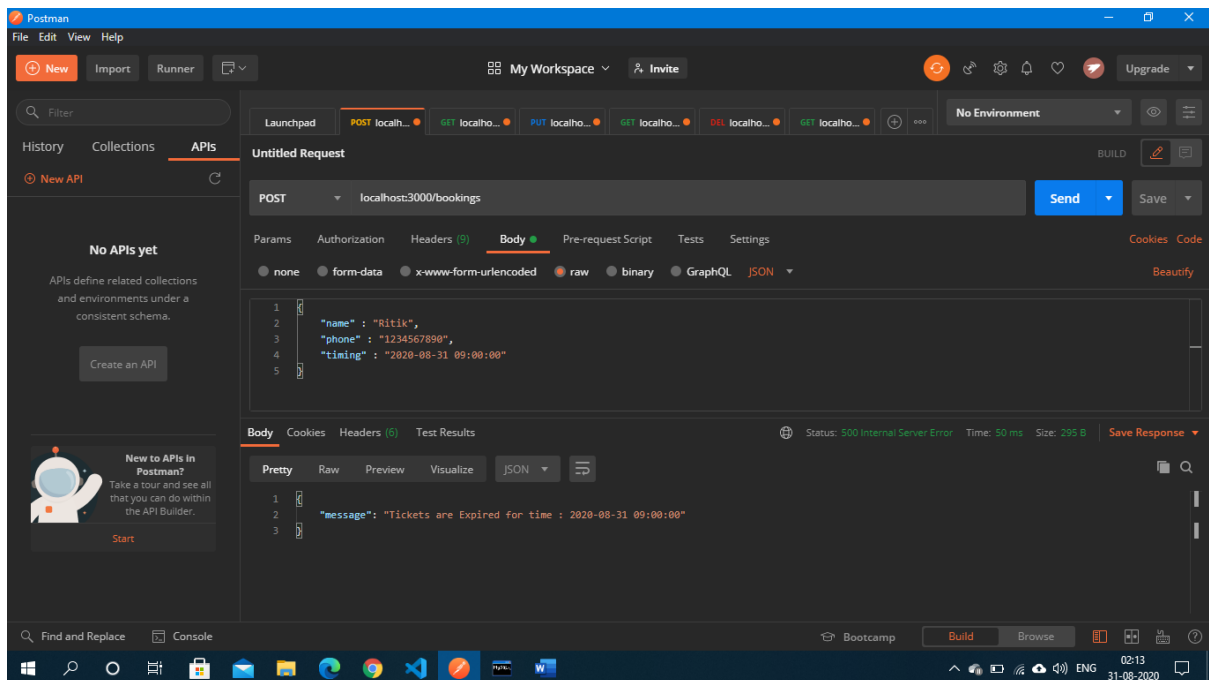 Postman
File Edit View Help
New Import Runner My Workspace Invite Upgrade
Filter
Launchpad POST localh... GET localho... PUT localho... GET localho... DEL localho... GET localho... No Environment
History Collections APIs
Untitled Request BUILD
New API
POST localhost:3000/bookings Send Save
Params Authorization Headers (9) Body Pre-request Script Tests Settings Cookies Code
No APIs yet
APIs define related collections
and environments under a
consistent schema.
Create an API
none form-data x-www-form-urlencoded raw binary GraphQL JSON Beautify
1 {
2 "name" : "Ritik",
3 "phone" : "1234567890",
4 "timing" : "2020-08-31 09:00:00"
5 }
Body Cookies Headers (6) Test Results Status: 500 Internal Server Error Time: 50 ms Size: 295 B Save Response
Pretty Raw Preview Visualize JSON
1 {
2 "message": "Tickets are Expired for time : 2020-08-31 09:00:00"
3 }
New to APIs in
Postman?
Take a tour and see all
that you can do within
the API Builder.
Start
Find and Replace Console Bootcamp Build Browse
W ENG 02:13
31-08-2020